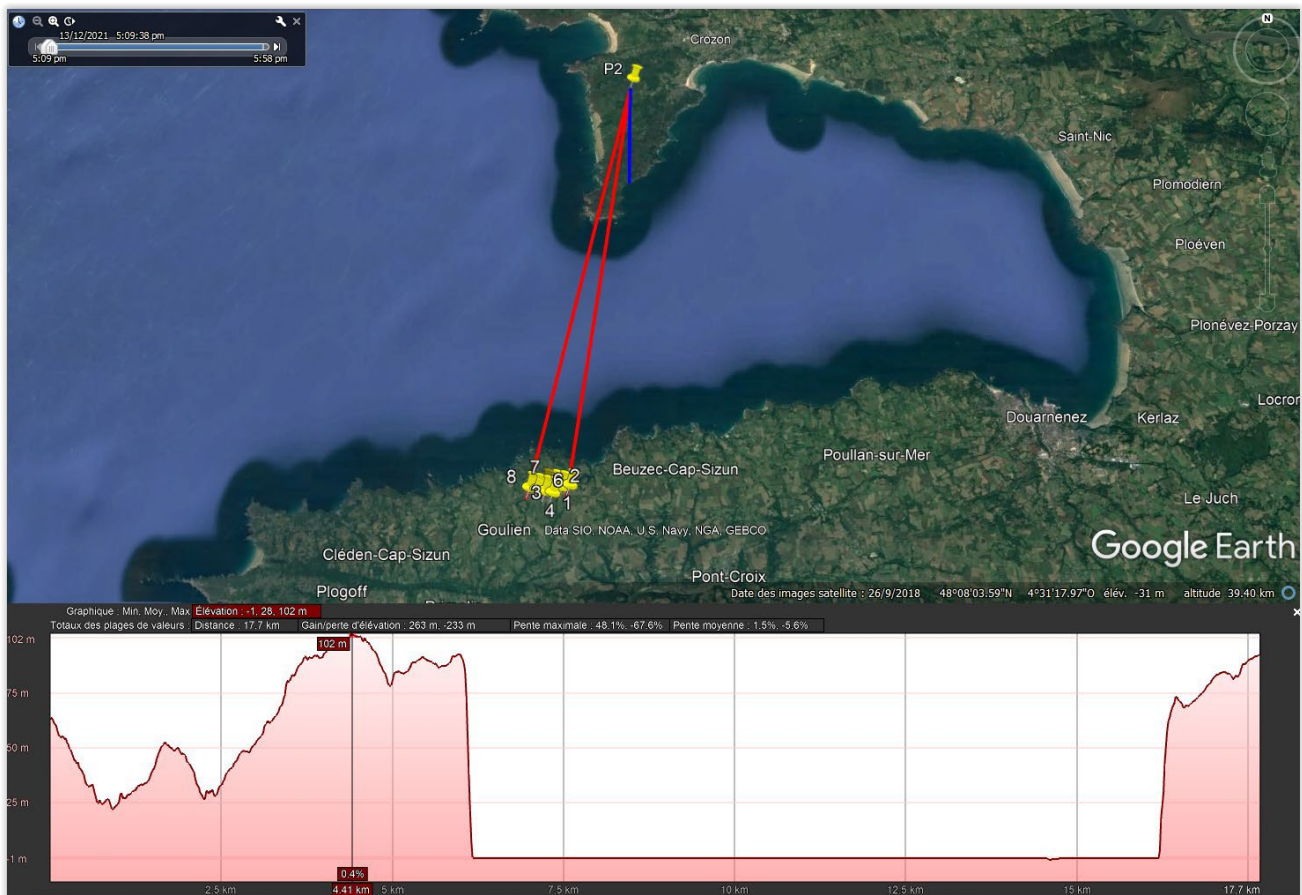 13/12/2021 5:09:38 pm
5:09 pm 5:58 pm
N
Crozon
P2
Saint-Nic
Plomodiern
Ploéven
Plonévez-Porzay
Locron
Douarnenez
Kerlaz
Poullan-sur-Mer
Beuzec-Cap-Sizun
7
8
6
2
3
1
4
Le Juch
Goulien
Data SIO, NOAA, U.S. Navy, NGA, GEBCO
Google Earth
Cléden-Cap-Sizun
Pont-Croix
Plogoff
Date des images satellite : 26/9/2018 48°08'03.59"N 4°31'17.97"O élév. -31 m altitude 39.40 km
Graphique : Min. Moy., Max Élévation : -1, 28, 102 m
Totaux des plages de valeurs : Distance : 17.7 km Gain/perte d'élévation : 263 m, -233 m Pente maximale : 48.1%, -67.6% Pente moyenne : 1.5%, -5.6%
102 m
102 m
75 m
50 m
25 m
-1 m
0.4%
2.5 km 4.41 km 5 km 7.5 km 10 km 12.5 km 15 km 17.7 km